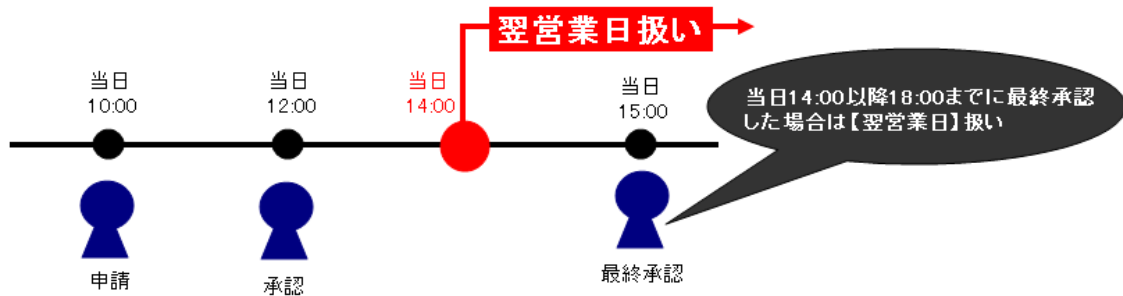 翌営業日扱い
当日
10:00
当日
12:00
当日
14:00
当日
15:00
当日14:00以降18:00までに最終承認
した場合は【翌営業日】扱い
申請
承認
最終承認